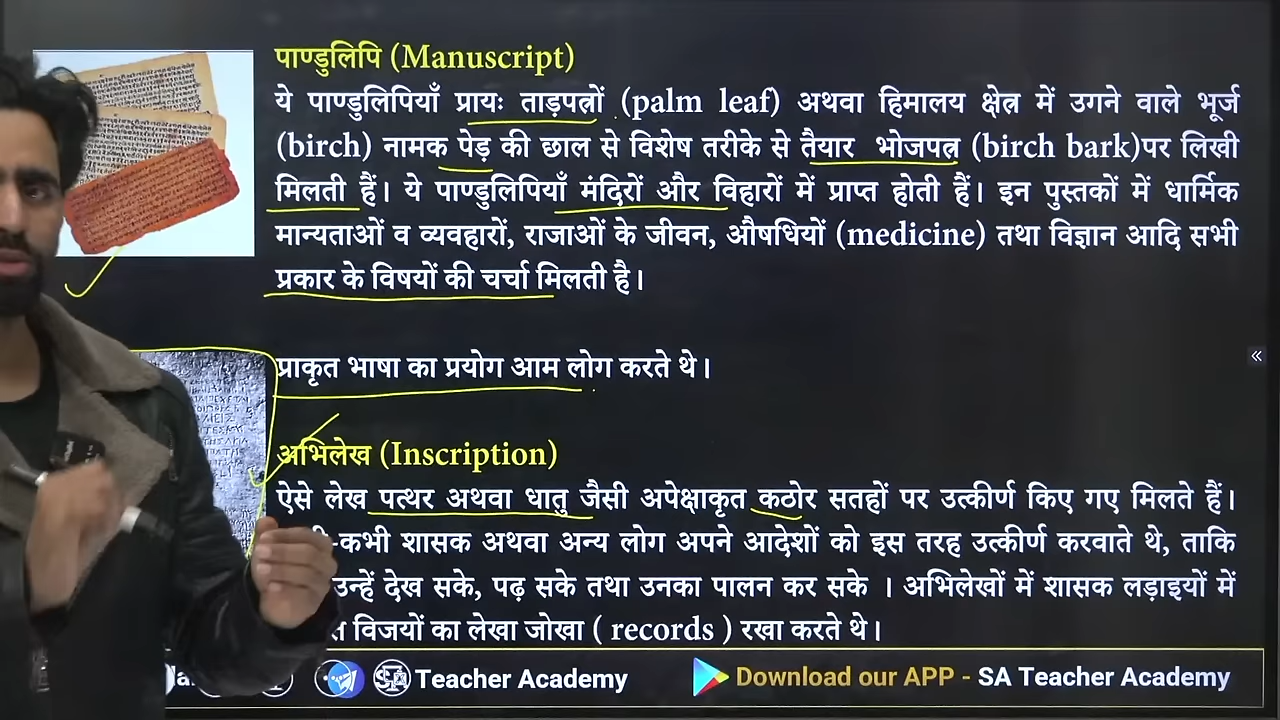 पाण्डुलिपि (Manuscript)
ये पाण्डुलिपियाँ प्रायः ताड़पत्रों (palm leaf) अथवा हिमालय क्षेत्र में उगने वाले भूर्ज
(birch) नामक पेड़ की छाल से विशेष तरीके से तैयार भोजपत्र (birch bark)पर लिखी
मिलती हैं। ये पाण्डुलिपियाँ मंदिरों और विहारों में प्राप्त होती हैं। इन पुस्तकों में धार्मिक
मान्यताओं व व्यवहारों, राजाओं के जीवन, औषधियों (medicine) तथा विज्ञान आदि सभी
प्रकार के विषयों की चर्चा मिलती है।
प्राकृत भाषा का प्रयोग आम लोग करते थे।
अभिलेख (Inscription)
ऐसे लेख पत्थर अथवा धातु जैसी अपेक्षाकृत कठोर सतहों पर उत्कीर्ण किए गए मिलते हैं।
-कभी शासक अथवा अन्य लोग अपने आदेशों को इस तरह उत्कीर्ण करवाते थे, ताकि
उन्हें देख सके, पढ़ सके तथा उनका पालन कर सके । अभिलेखों में शासक लड़ाइयों में
विजयों का लेखा जोखा ( records ) रखा करते थे।
Teacher Academy
Download our APP - SA Teacher Academy